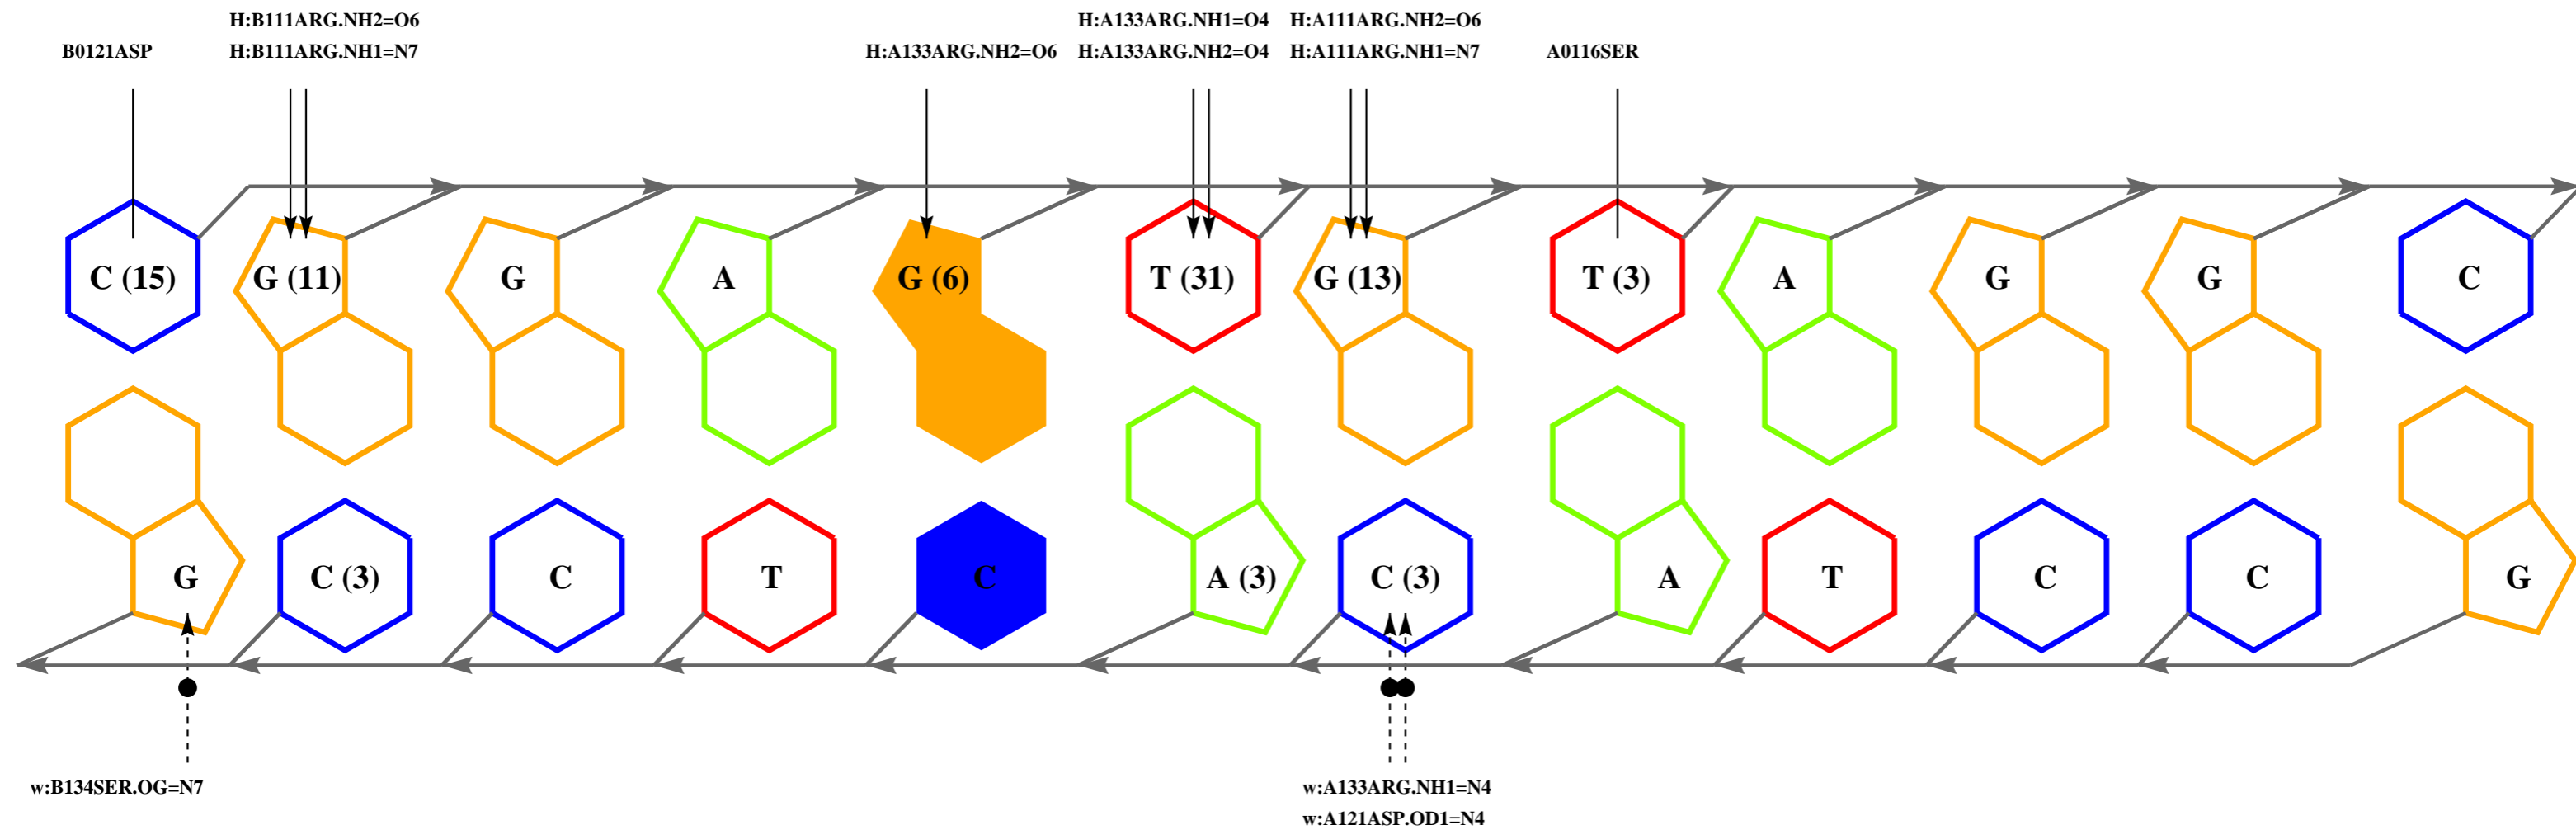 H:B111ARG.NH2=O6 H:A133ARG.NH1=O4 H:A111ARG.NH2=O6
B0121ASP H:B111ARG.NH1=N7 H:A133ARG.NH2=O6 H:A133ARG.NH2=O4 H:A111ARG.NH1=N7 A0116SER
C (15) G (11) G A G (6) T (31) G (13) T (3) A G G C
G C (3) C T C A (3) C (3) A T C C G
w:B134SER.OG=N7 w:A133ARG.NH1=N4
w:A121ASP.OD1=N4